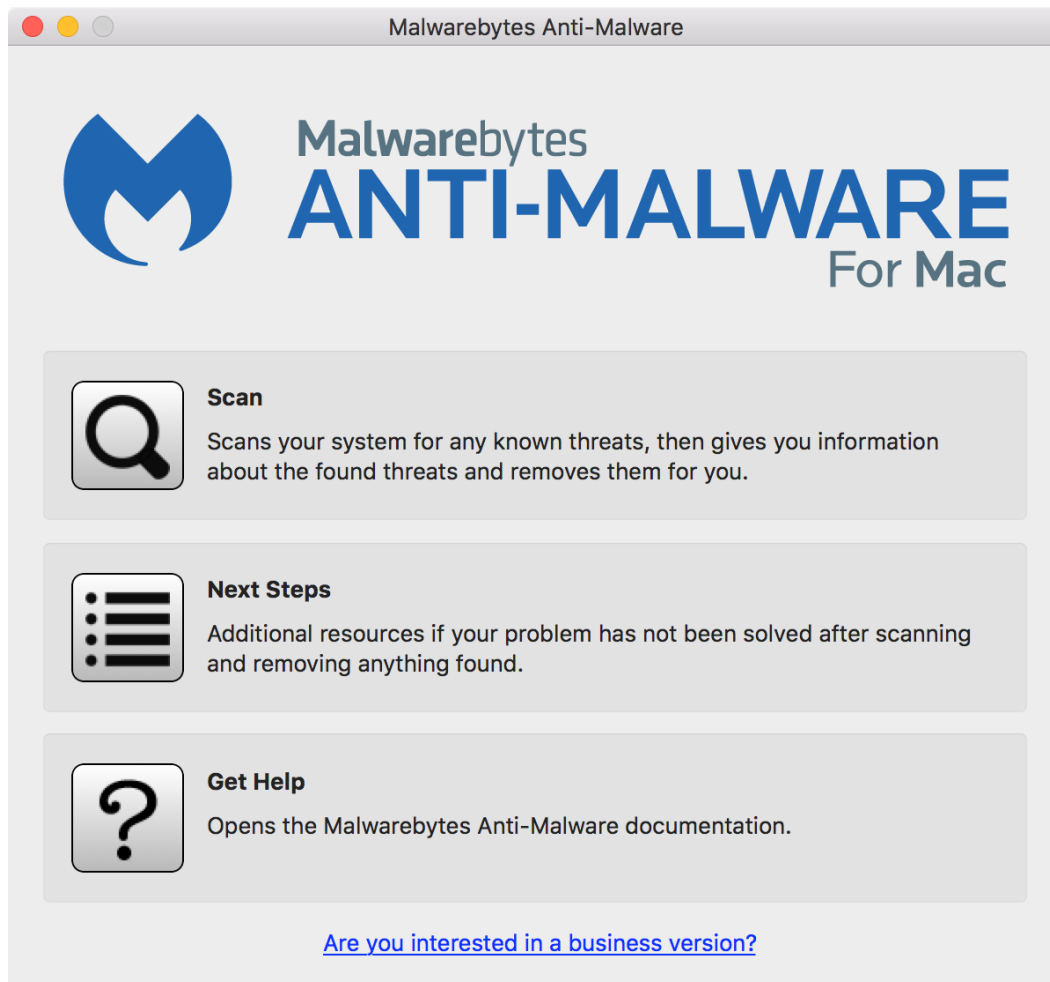 Malwarebytes Anti-Malware
Malwarebytes
ANTI-MALWARE
For Mac
Scan
Scans your system for any known threats, then gives you information
about the found threats and removes them for you.
Next Steps
Additional resources if your problem has not been solved after scanning
and removing anything found.
Get Help
Opens the Malwarebytes Anti-Malware documentation.
Are you interested in a business version?